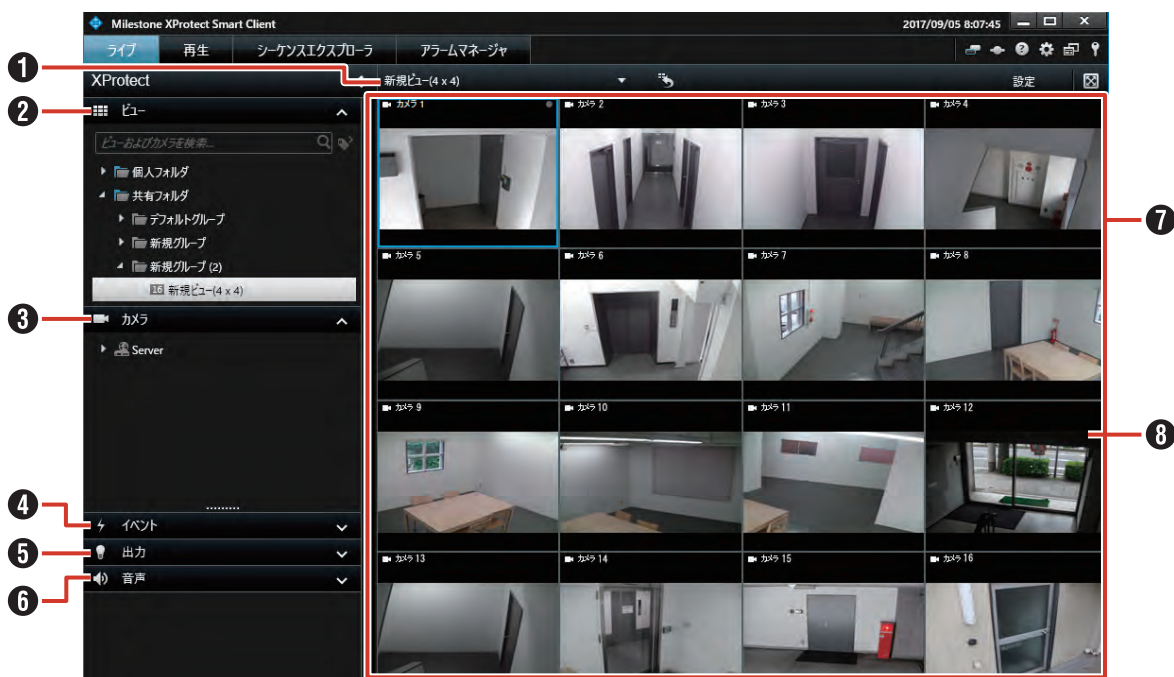 Milestone XProtect Smart Client
2017/09/05 8:07:45
ライブ
再生
シーケンスエクスプローラ
アラームマネージャ
❶
XProtect
新規ビュー(4 x 4)
設定
❷
ビュー
ビューおよびカメラを検索...
個人フォルダ
共有フォルダ
デフォルトグループ
新規グループ
新規グループ (2)
16 新規ビュー(4 x 4)
❸
カメラ
Server
❹
イベント
❺
出力
❻
音声
カメラ 1
カメラ 2
カメラ 3
カメラ 4
❼
カメラ 5
カメラ 6
カメラ 7
カメラ 8
カメラ 9
カメラ 10
カメラ 11
カメラ 12
❽
カメラ 13
カメラ 14
カメラ 15
カメラ 16